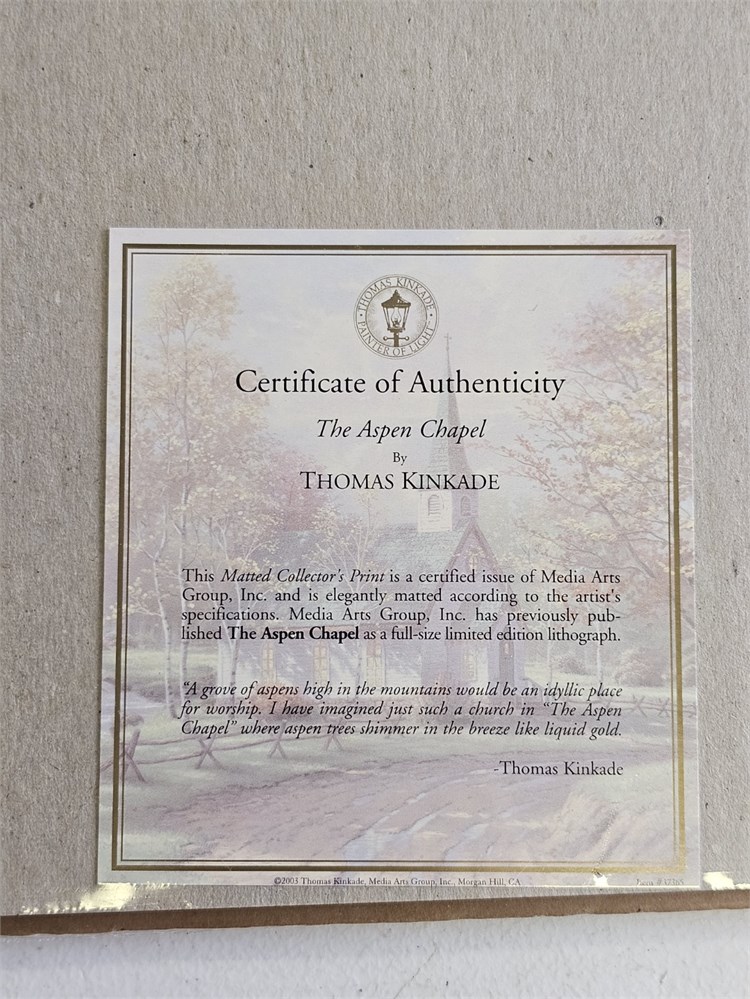 THOMAS KINKADE
PAINTER OF LIGHT
Certificate of Authenticity
The Aspen Chapel
By
THOMAS KINKADE
This Matted Collector's Print is a certified issue of Media Arts
Group, Inc. and is elegantly matted according to the artist's
specifications. Media Arts Group, Inc. has previously pub-
lished The Aspen Chapel as a full-size limited edition lithograph.
"A grove of aspens high in the mountains would be an idyllic place
for worship. I have imagined just such a church in "The Aspen
Chapel" where aspen trees shimmer in the breeze like liquid gold.
-Thomas Kinkade
©2003 Thomas Kinkade, Media Arts Group, Inc., Morgan Hill, CA